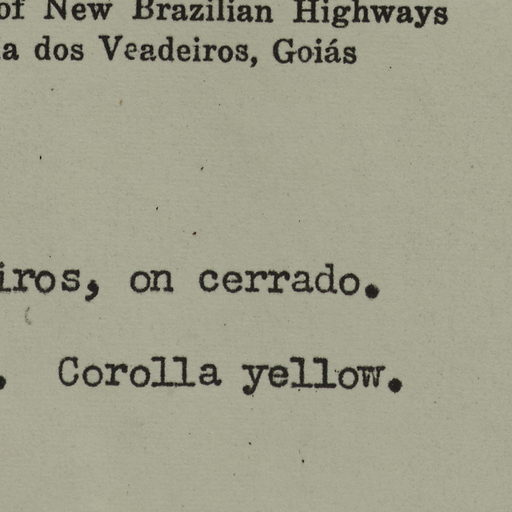 of New Brazilian Highways
a dos Veadeiros, Goiás
iros, on cerrado.
. Corolla yellow.